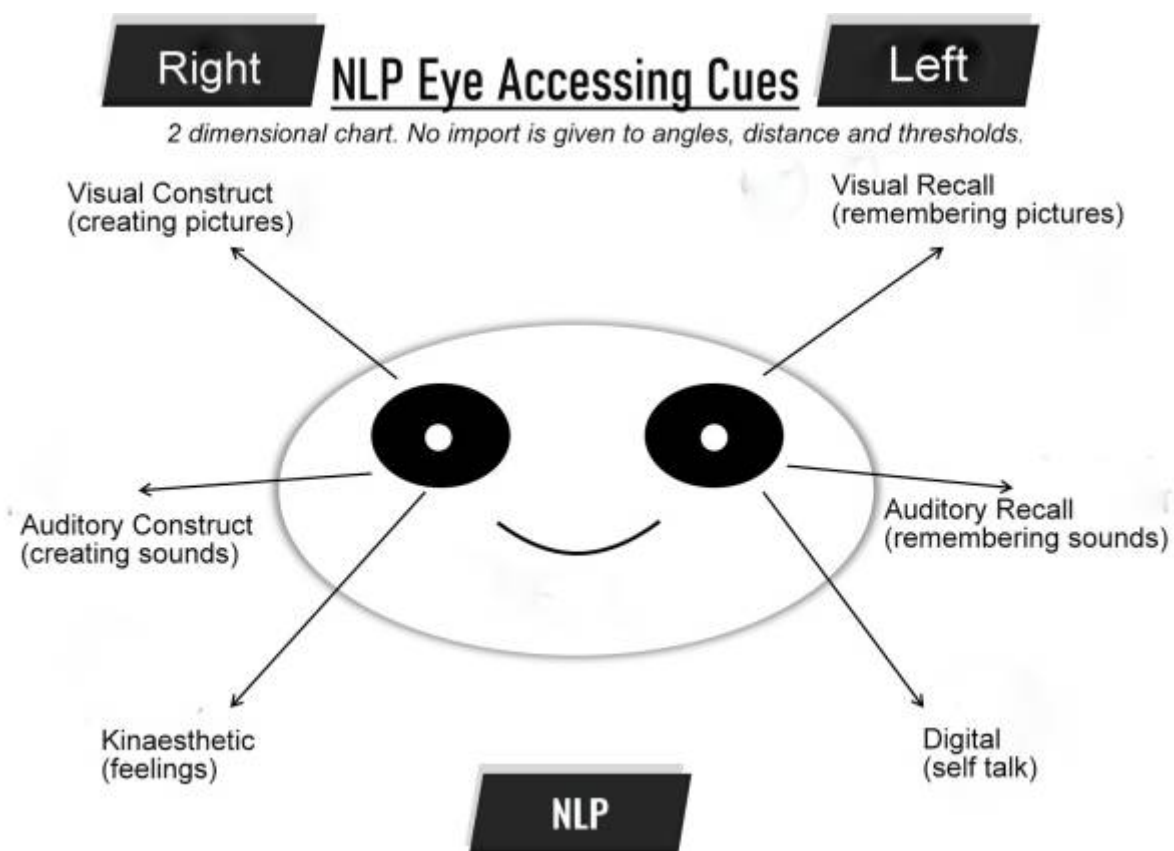 Right
NLP Eye Accessing Cues
Left
2 dimensional chart. No import is given to angles, distance and thresholds.
Visual Construct
(creating pictures)
Visual Recall
(remembering pictures)
Auditory Construct
(creating sounds)
Auditory Recall
(remembering sounds)
Kinaesthetic
(feelings)
Digital
(self talk)
NLP